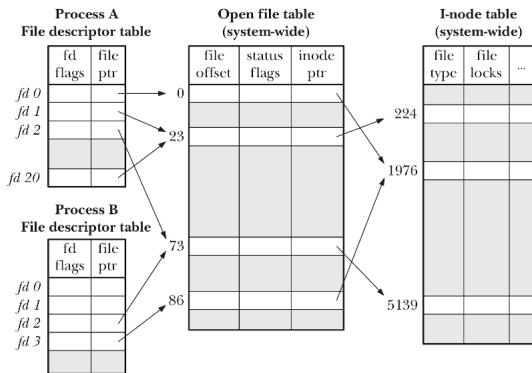 Process A
File descriptor table
fd flags
file ptr
fd 0
fd 1
fd 2
fd 20
Process B
File descriptor table
fd flags
file ptr
fd 0
fd 1
fd 2
fd 3
Open file table
(system-wide)
file offset
status flags
inode ptr
0
23
73
86
I-node table
(system-wide)
file type
file locks
...
224
1976
5139